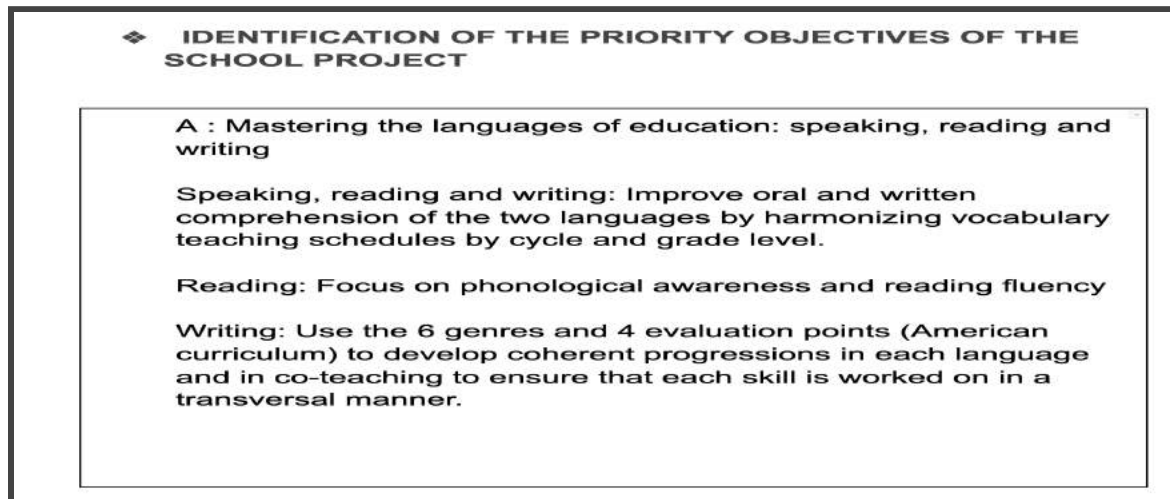 ❖ IDENTIFICATION OF THE PRIORITY OBJECTIVES OF THE
SCHOOL PROJECT
A : Mastering the languages of education: speaking, reading and
writing
Speaking, reading and writing: Improve oral and written
comprehension of the two languages by harmonizing vocabulary
teaching schedules by cycle and grade level.
Reading: Focus on phonological awareness and reading fluency
Writing: Use the 6 genres and 4 evaluation points (American
curriculum) to develop coherent progressions in each language
and in co-teaching to ensure that each skill is worked on in a
transversal manner.